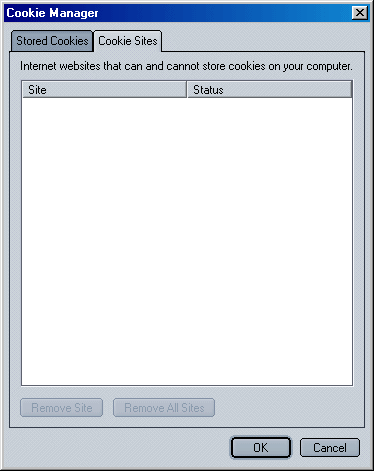 Cookie Manager
Stored Cookies Cookie Sites
Internet websites that can and cannot store cookies on your computer.
Site Status
Remove Site Remove All Sites
OK Cancel